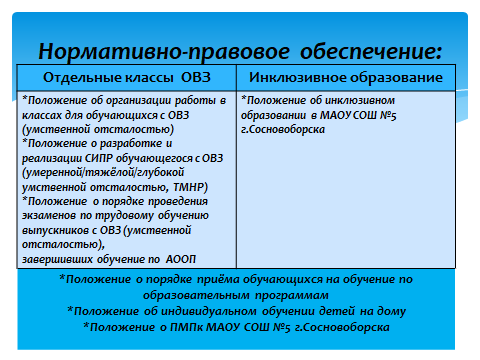 Нормативно-правовое обеспечение:
Отдельные классы ОВЗ
*Положение об организации работы в
классах для обучающихся с ОВЗ
(умственной отсталостью)
*Положение о разработке и
реализации СИПР обучающегося с ОВЗ
(умеренной/тяжёлой/глубокой
умственной отсталостью, ТМНР)
*Положение о порядке проведения
экзаменов по трудовому обучению
выпускников с ОВЗ (умственной
отсталостью),
завершивших обучение по АООП
Инклюзивное образование
*Положение об инклюзивном
образовании в МАОУ СОШ №5
г.Сосновоборска
*Положение о порядке приёма обучающихся на обучение по
образовательным программам
*Положение об индивидуальном обучении детей на дому
*Положение о ПМПк МАОУ СОШ №5 г.Сосновоборска